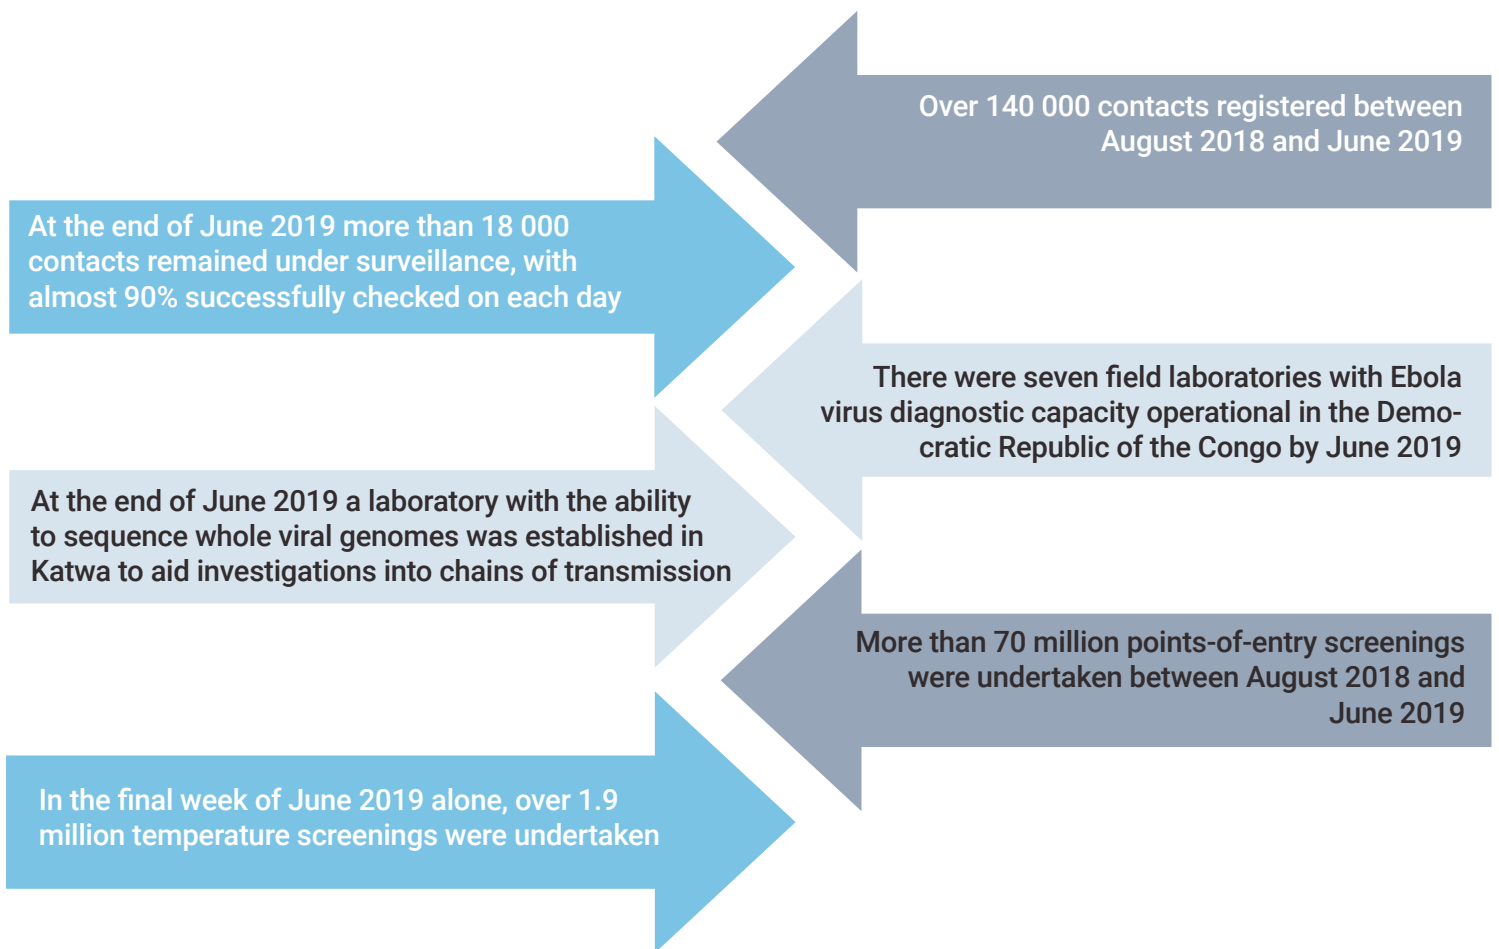 Over 140 000 contacts registered between
August 2018 and June 2019
At the end of June 2019 more than 18 000
contacts remained under surveillance, with
almost 90% successfully checked on each day
There were seven field laboratories with Ebola
virus diagnostic capacity operational in the Demo-
cratic Republic of the Congo by June 2019
At the end of June 2019 a laboratory with the ability
to sequence whole viral genomes was established in
Katwa to aid investigations into chains of transmission
More than 70 million points-of-entry screenings
were undertaken between August 2018 and
June 2019
In the final week of June 2019 alone, over 1.9
million temperature screenings were undertaken